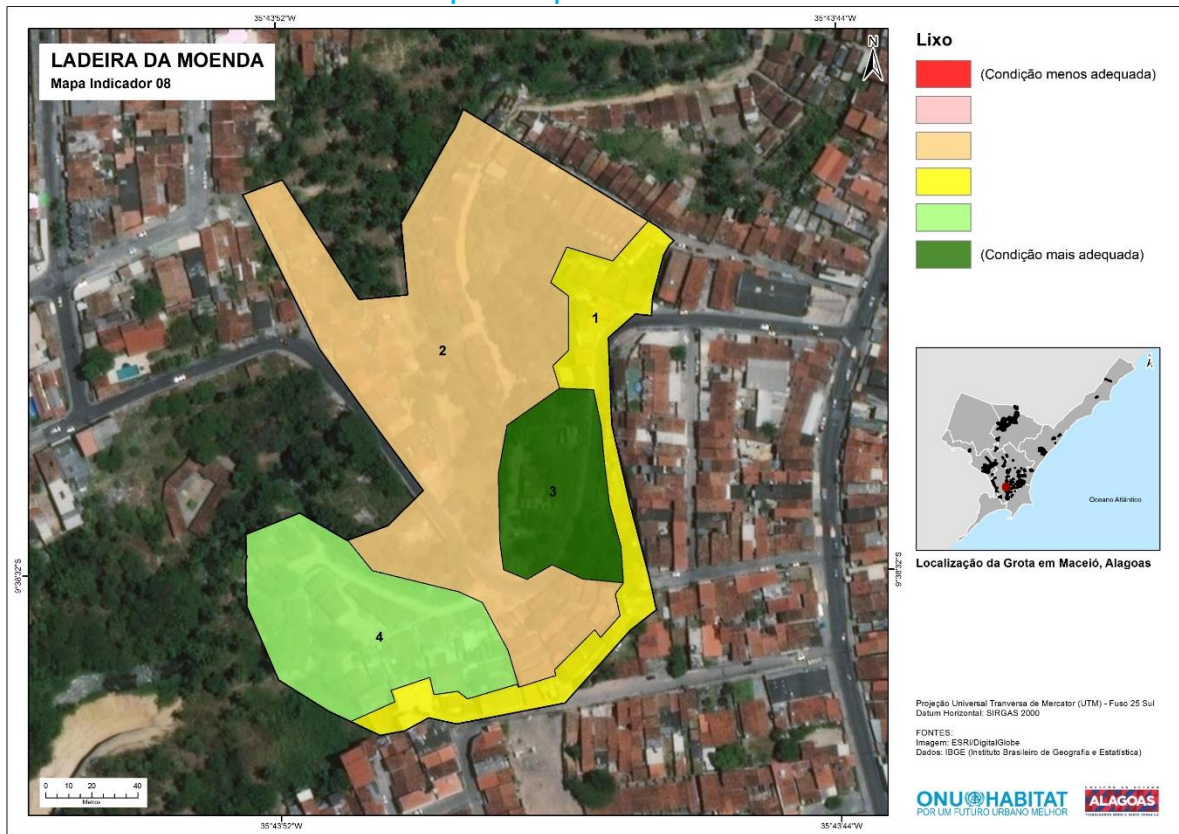 35°43'52"W
35°43'44"W
LADEIRA DA MOENDA
Mapa Indicador 08
N
Lixo
(Condição menos adequada)
(Condição mais adequada)
1
2
3
4
9°38'32"S
9°38'32"S
Oceano Atlântico
Localização da Grota em Maceió, Alagoas
Projeção Universal Tranversa de Mercator (UTM) - Fuso 25 Sul
Datum Horizontal: SIRGAS 2000
FONTES:
Imagem: ESRI/DigitalGlobe
Dados: IBGE (Instituto Brasileiro de Geografia e Estatística)
0 10 20 40
Metros
ONU HABITAT
POR UM FUTURO URBANO MELHOR
ALAGOAS
35°43'52"W
35°43'44"W